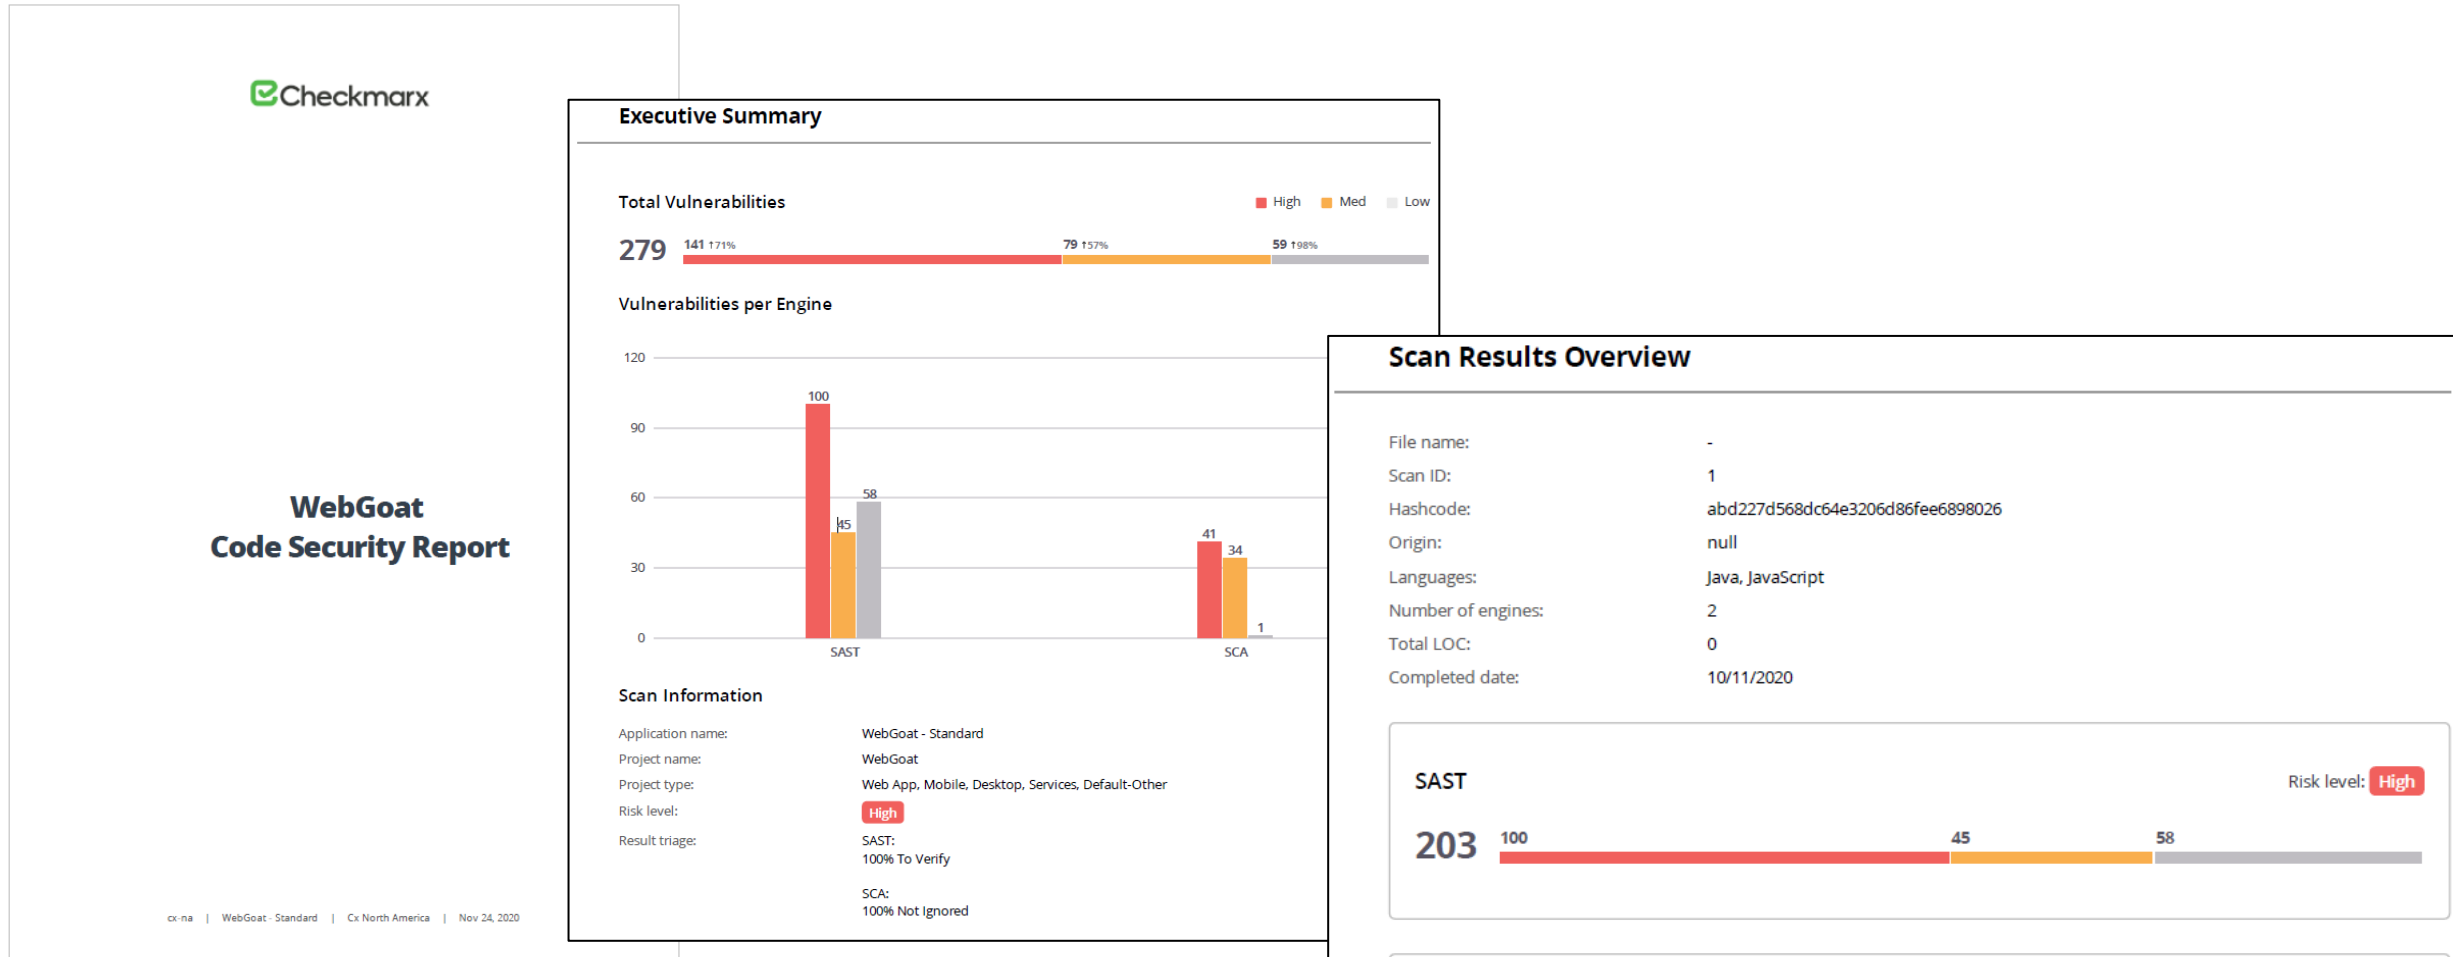 Checkmarx
WebGoat
Code Security Report
cx-na | WebGoat - Standard | Cx North America | Nov 24, 2020
Executive Summary
Total Vulnerabilities
High Med Low
279 141 ↑71% 79 ↑57% 59 ↑98%
Vulnerabilities per Engine
120
90
60
30
0
100
45
58
41
34
1
SAST SCA
Scan Information
Application name: WebGoat - Standard
Project name: WebGoat
Project type: Web App, Mobile, Desktop, Services, Default-Other
Risk level: High
Result triage: SAST:
100% To Verify
SCA:
100% Not Ignored
Scan Results Overview
File name: -
Scan ID: 1
Hashcode: abd227d568dc64e3206d86fee6898026
Origin: null
Languages: Java, JavaScript
Number of engines: 2
Total LOC: 0
Completed date: 10/11/2020
SAST Risk level: High
203 100 45 58